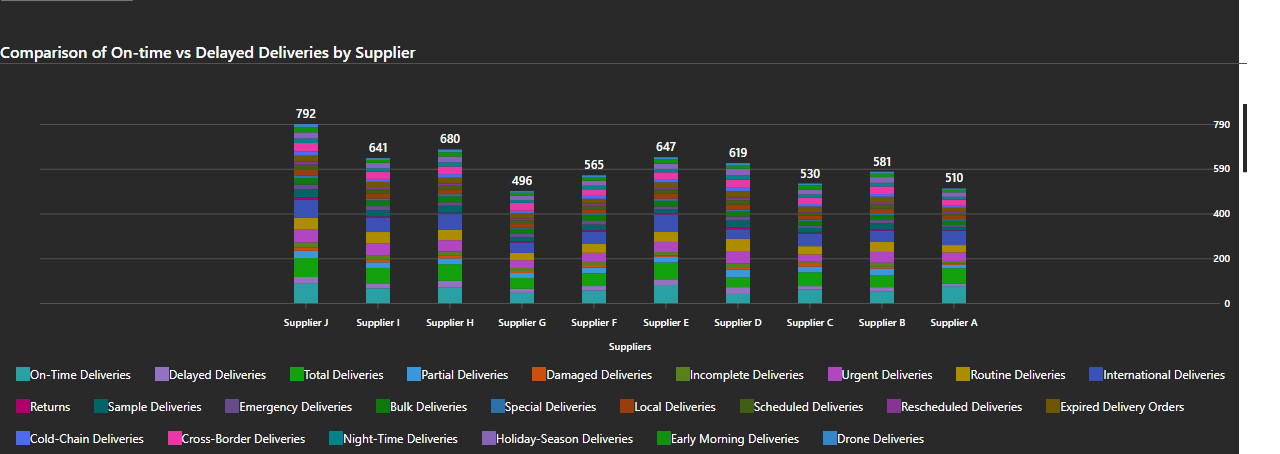 Comparison of On-time vs Delayed Deliveries by Supplier
792
641
680
496
565
647
619
530
581
510
790
590
400
200
0
Supplier J Supplier I Supplier H Supplier G Supplier F Supplier E Supplier D Supplier C Supplier B Supplier A
Suppliers
On-Time Deliveries Delayed Deliveries Total Deliveries Partial Deliveries Damaged Deliveries Incomplete Deliveries Urgent Deliveries Routine Deliveries International Deliveries
Returns Sample Deliveries Emergency Deliveries Bulk Deliveries Special Deliveries Local Deliveries Scheduled Deliveries Rescheduled Deliveries Expired Delivery Orders
Cold-Chain Deliveries Cross-Border Deliveries Night-Time Deliveries Holiday-Season Deliveries Early Morning Deliveries Drone Deliveries